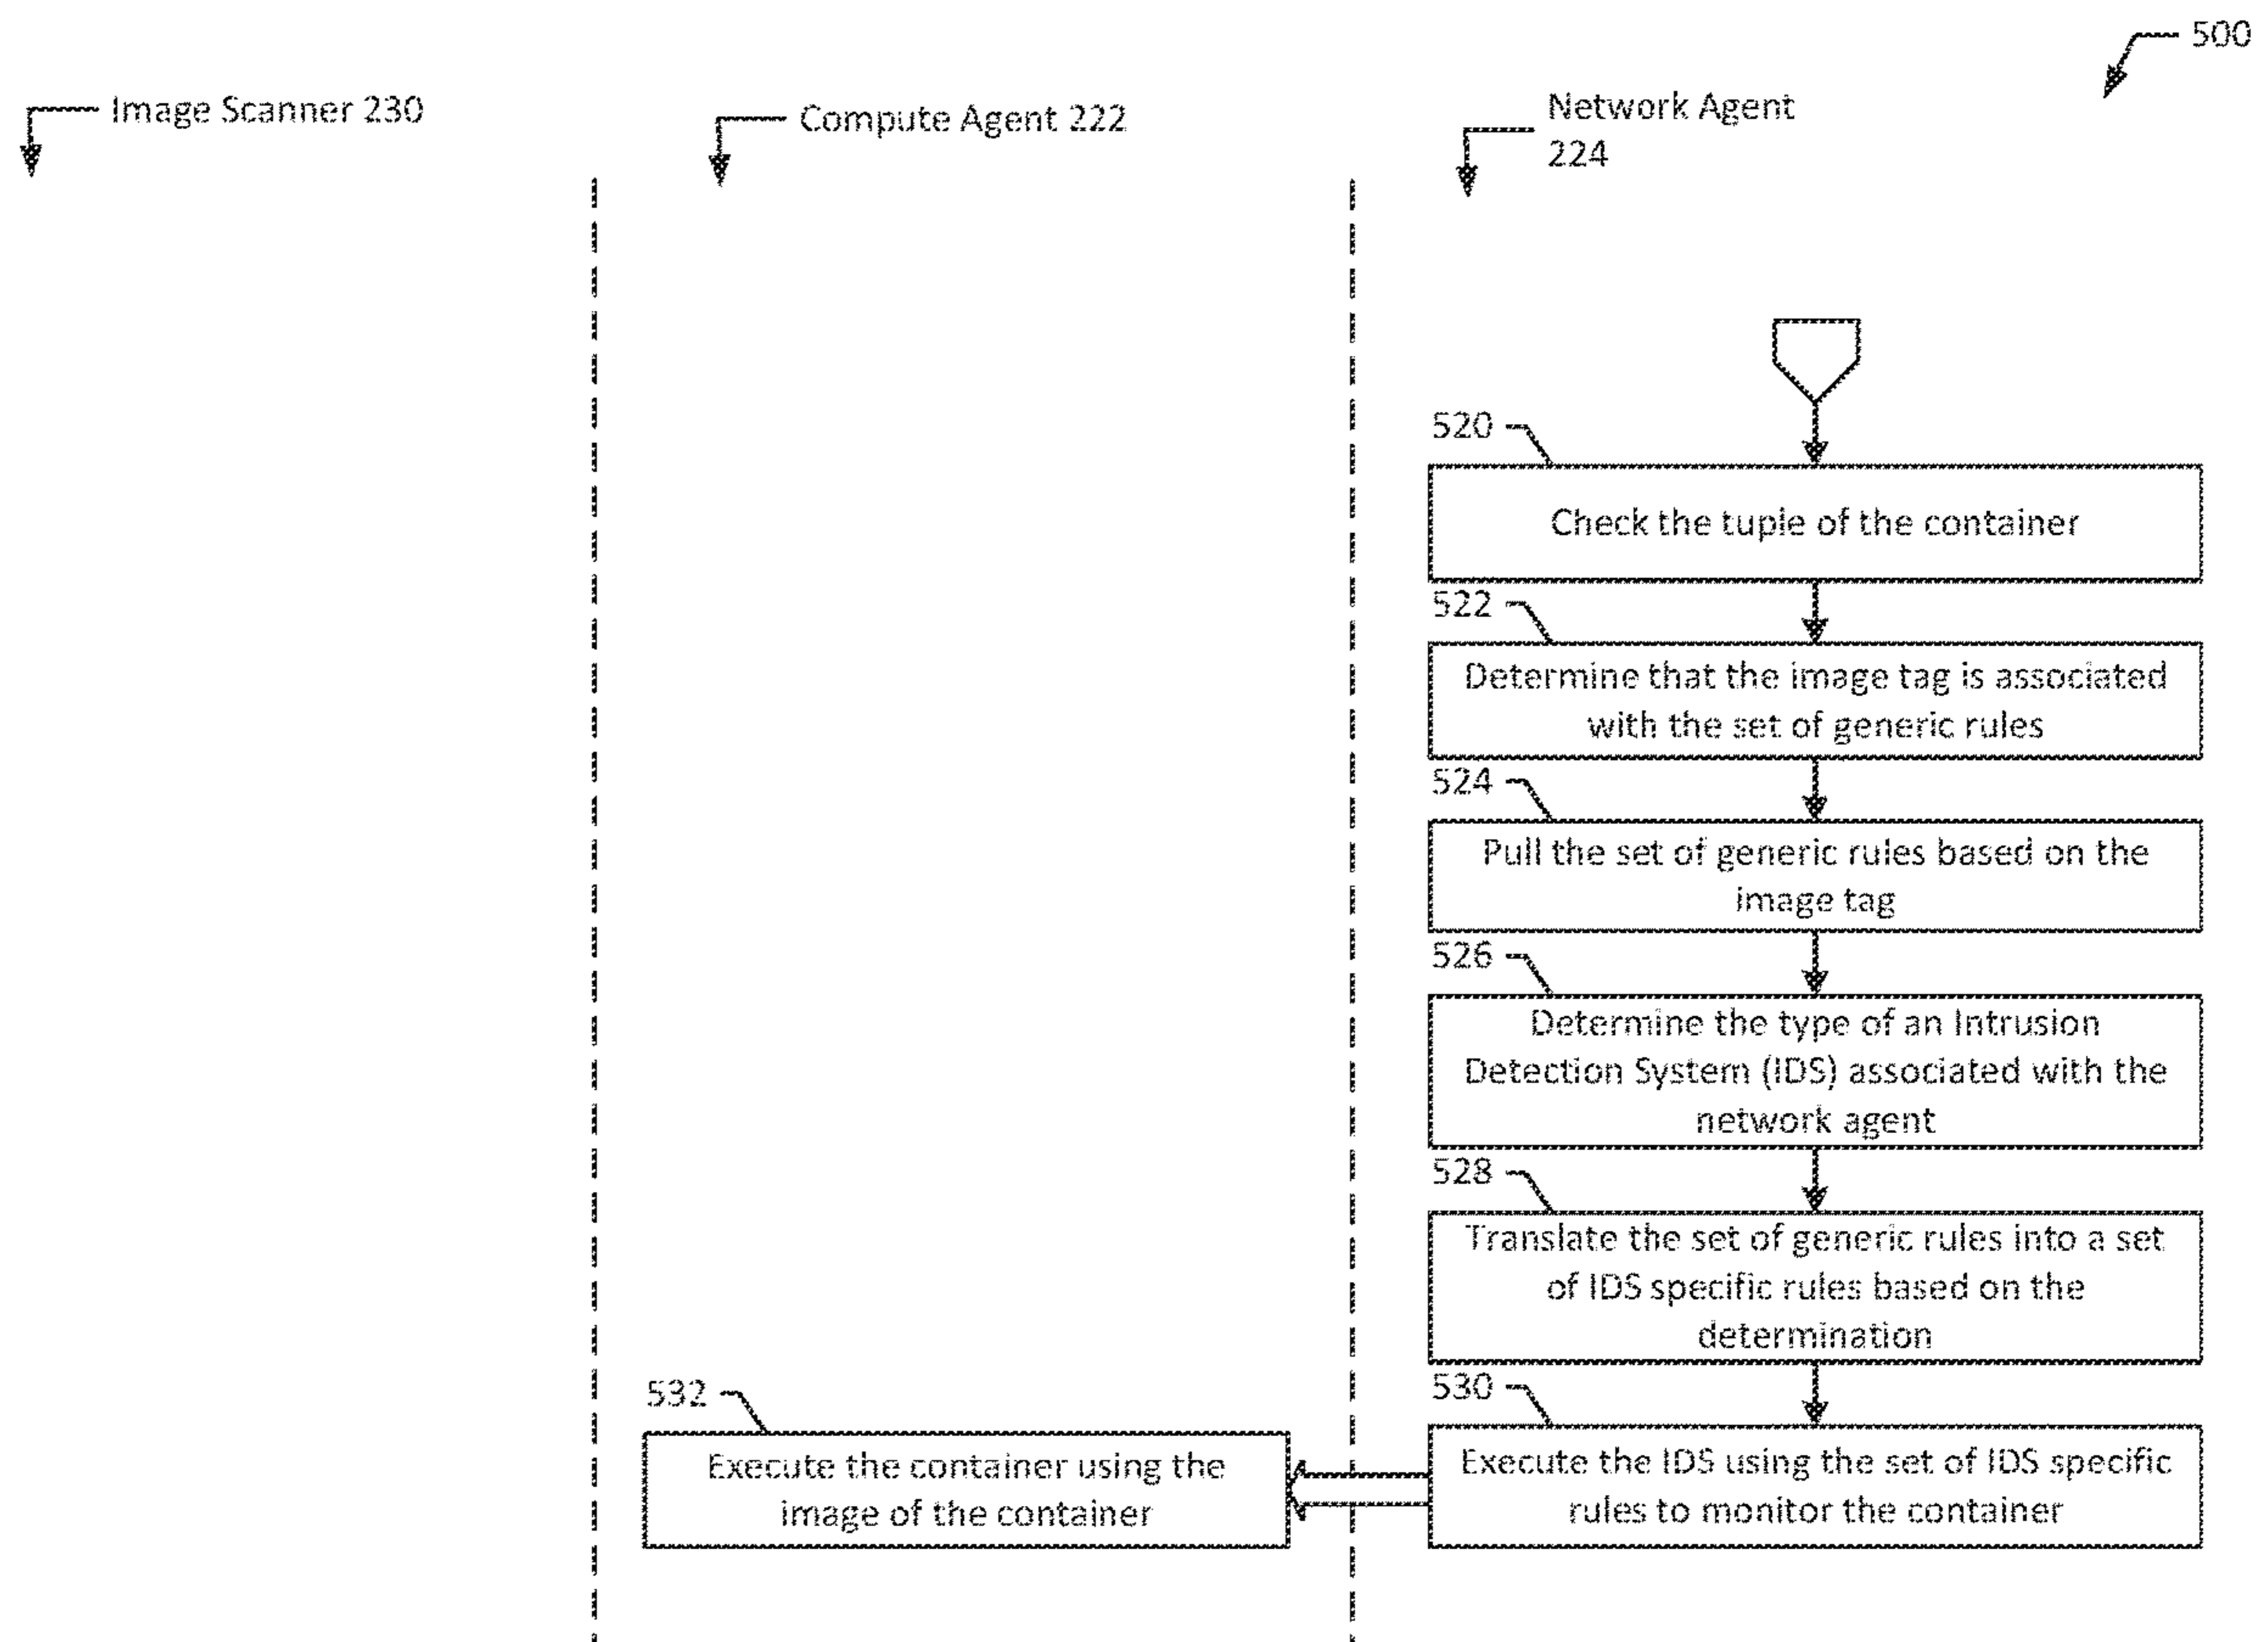 500
Image Scanner 230
Compute Agent 222
Network Agent
224
520
Check the tuple of the container
522
Determine that the image tag is associated
with the set of generic rules
524
Pull the set of generic rules based on the
image tag
526
Determine the type of an Intrusion
Detection System (IDS) associated with the
network agent
528
Translate the set of generic rules into a set
of IDS specific rules based on the
determination
530
Execute the IDS using the set of IDS specific
rules to monitor the container
532
Execute the container using the
image of the container